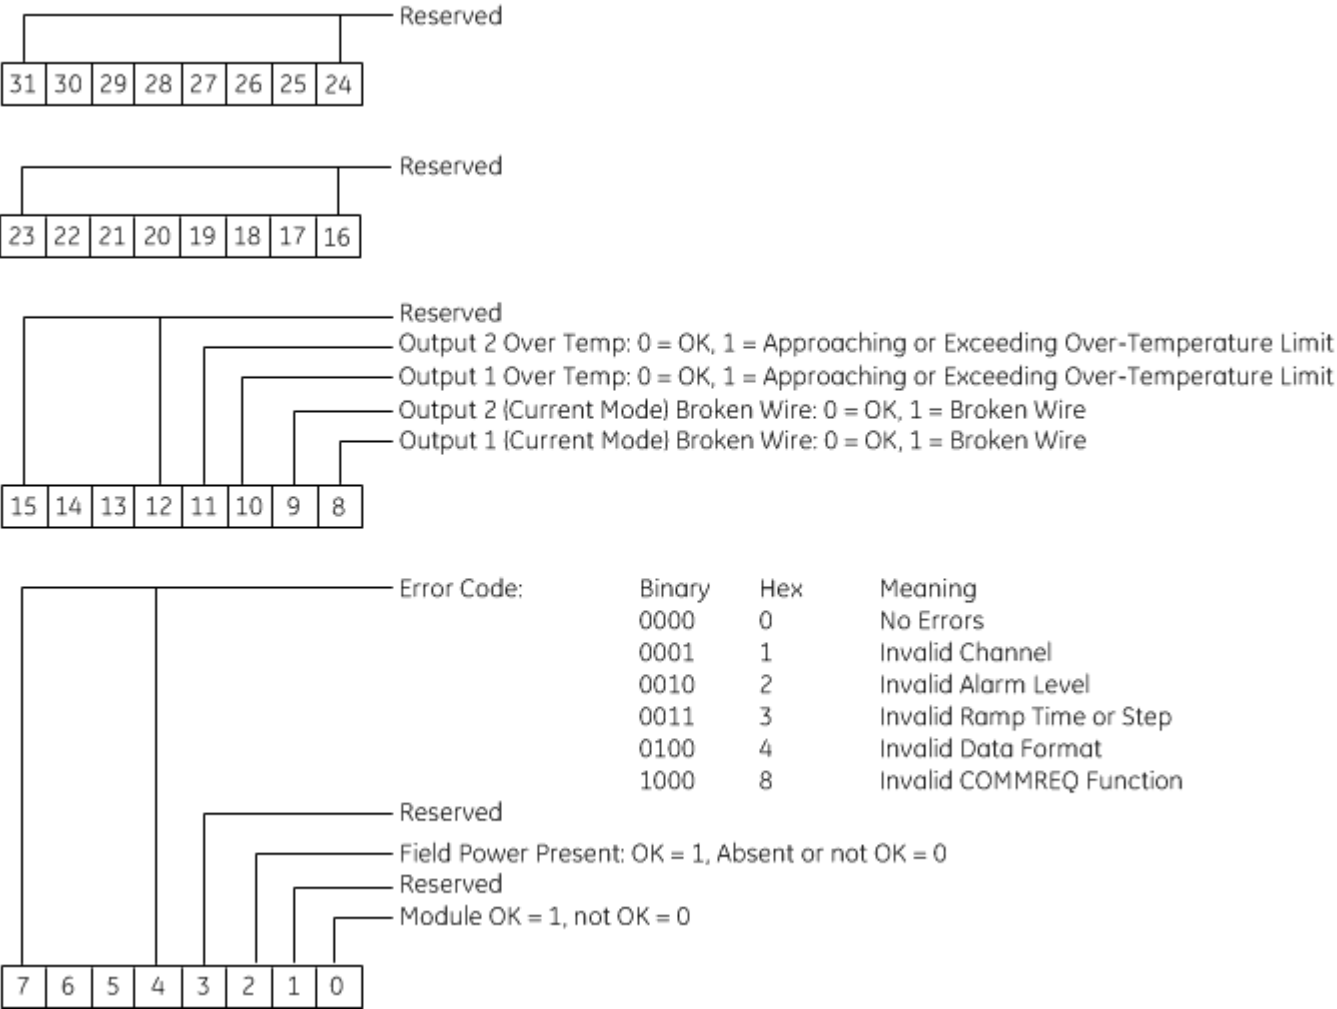 Reserved
31 30 29 28 27 26 25 24
Reserved
23 22 21 20 19 18 17 16
Reserved
Output 2 Over Temp: 0 = OK, 1 = Approaching or Exceeding Over-Temperature Limit
Output 1 Over Temp: 0 = OK, 1 = Approaching or Exceeding Over-Temperature Limit
Output 2 (Current Mode) Broken Wire: 0 = OK, 1 = Broken Wire
Output 1 (Current Mode) Broken Wire: 0 = OK, 1 = Broken Wire
15 14 13 12 11 10 9 8
Error Code: Binary Hex Meaning
0000 0 No Errors
0001 1 Invalid Channel
0010 2 Invalid Alarm Level
0011 3 Invalid Ramp Time or Step
0100 4 Invalid Data Format
1000 8 Invalid COMMREQ Function
Reserved
Field Power Present: OK = 1, Absent or not OK = 0
Reserved
Module OK = 1, not OK = 0
7 6 5 4 3 2 1 0